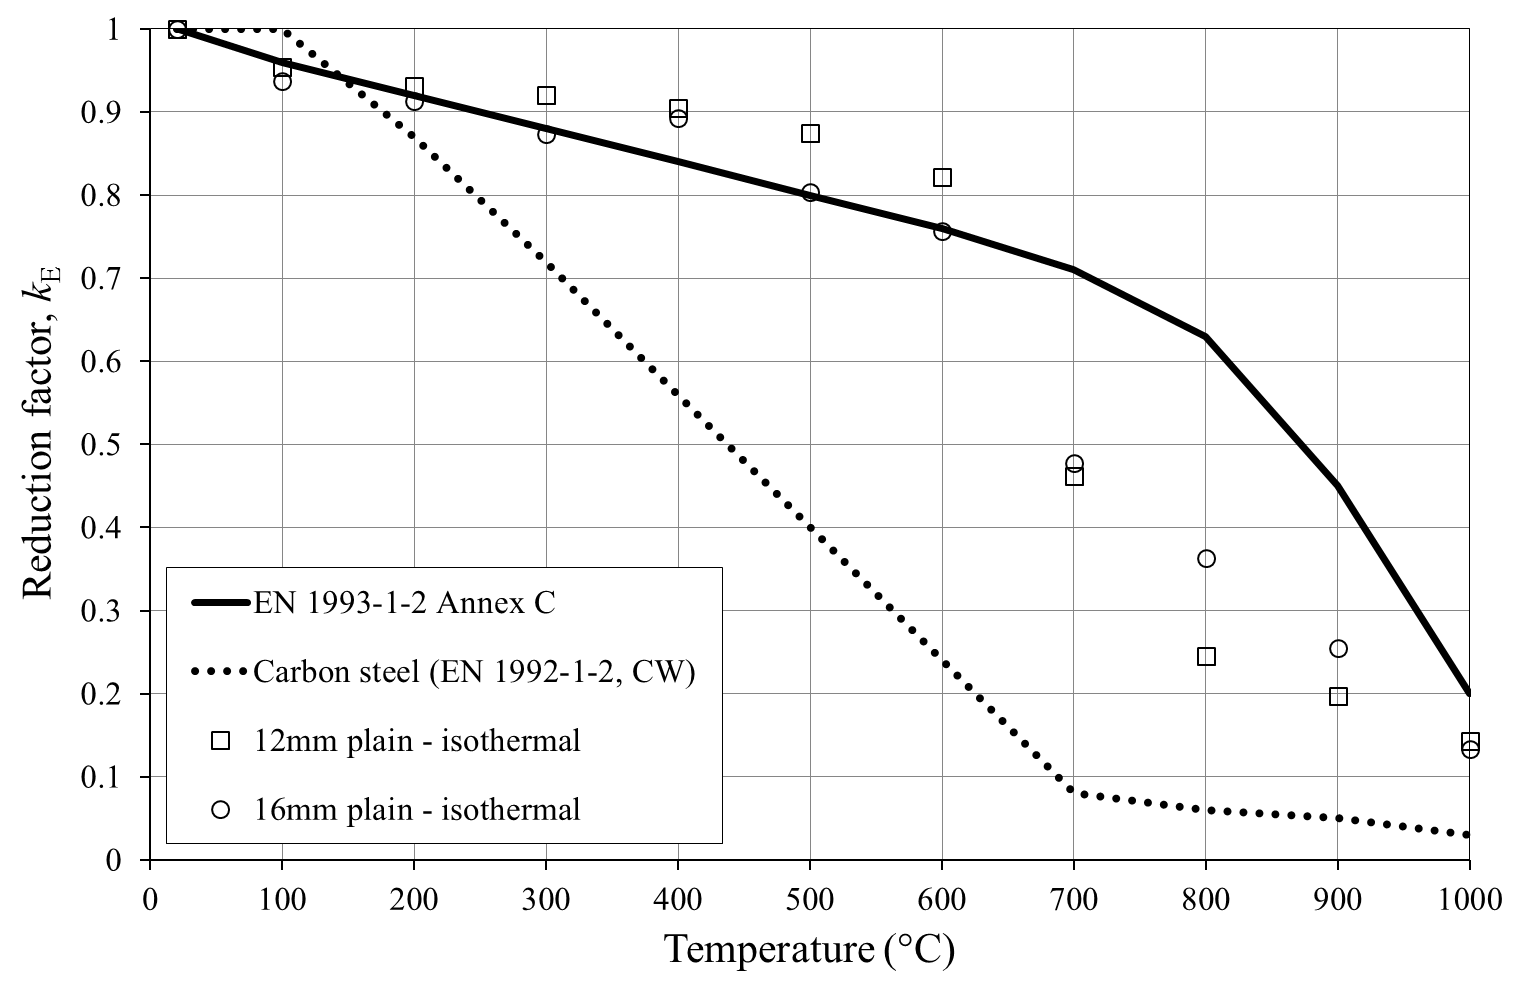 1
0.9
0.8
0.7
0.6
0.5
0.4
0.3
0.2
0.1
0
Reduction factor, kE
EN 1993-1-2 Annex C
Carbon steel (EN 1992-1-2, CW)
12mm plain - isothermal
16mm plain - isothermal
0 100 200 300 400 500 600 700 800 900 1000
Temperature (°C)